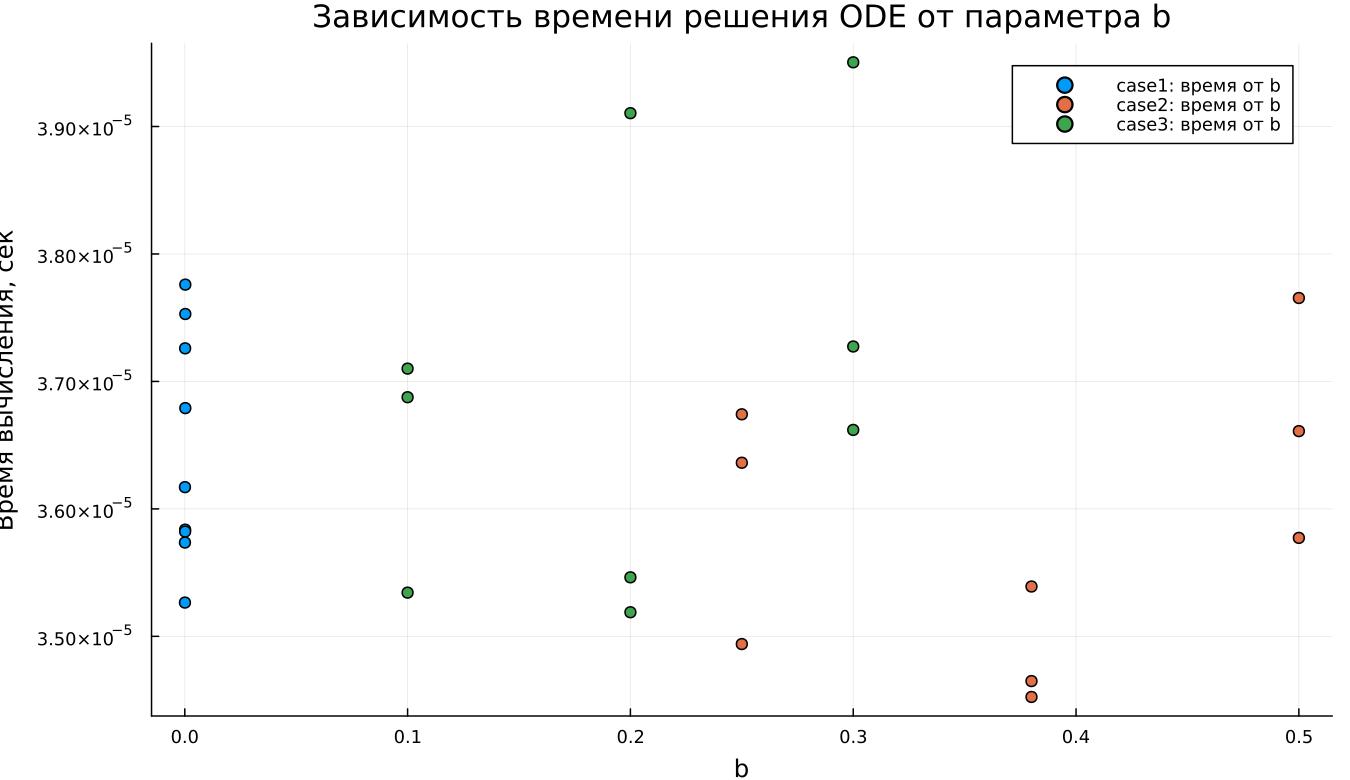 Зависимость времени решения ODE от параметра b
case1: время от b
case2: время от b
case3: время от b
Время вычисления, сек
3.90×10⁻⁵
3.80×10⁻⁵
3.70×10⁻⁵
3.60×10⁻⁵
3.50×10⁻⁵
0.0 0.1 0.2 0.3 0.4 0.5
b